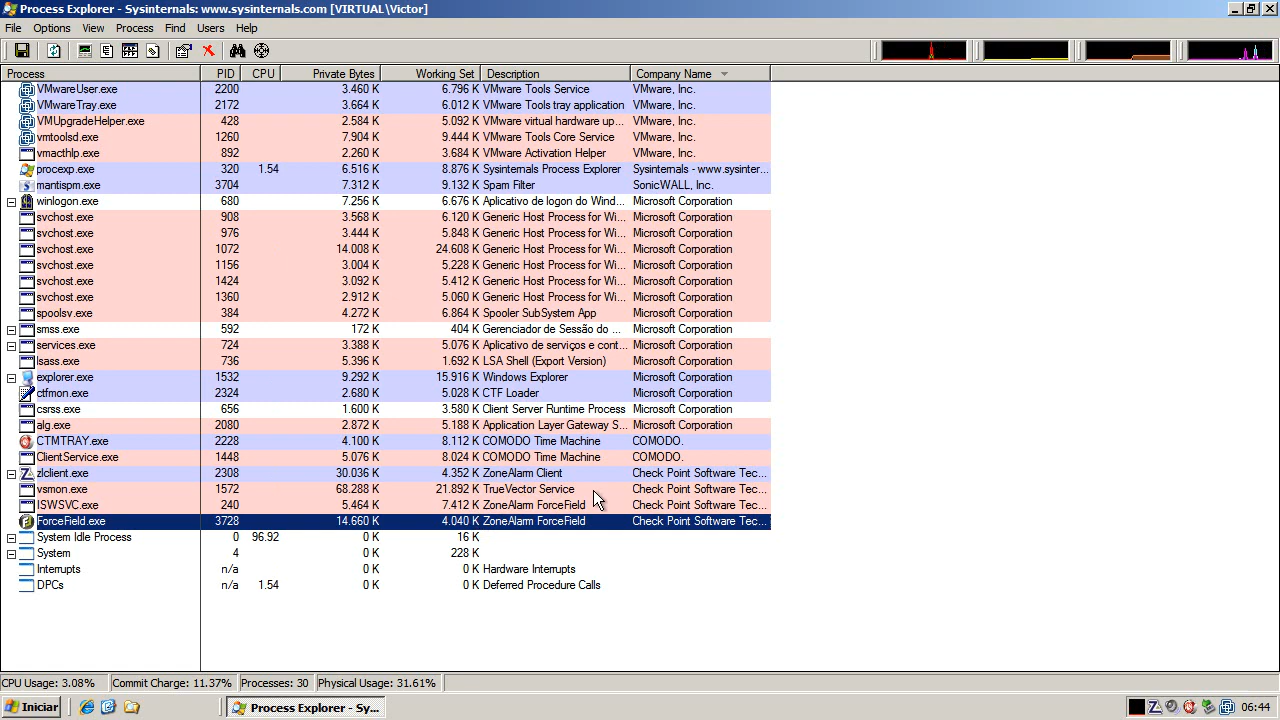 Process Explorer - Sysinternals: www.sysinternals.com [VIRTUAL\Victor]
File Options View Process Find Users Help
Process PID CPU Private Bytes Working Set Description Company Name
VMwareUser.exe 2200 3.460 K 6.796 K VMware Tools Service VMware, Inc.
VMwareTray.exe 2172 3.664 K 6.012 K VMware Tools tray application VMware, Inc.
VMUpgradeHelper.exe 428 2.584 K 5.092 K VMware virtual hardware up... VMware, Inc.
vmtoolsd.exe 1260 7.904 K 9.444 K VMware Tools Core Service VMware, Inc.
vmacthlp.exe 892 2.260 K 3.684 K VMware Activation Helper VMware, Inc.
procexp.exe 320 1.54 6.516 K 8.876 K Sysinternals Process Explorer Sysinternals - www.sysinter...
mantispm.exe 3704 7.312 K 9.132 K Spam Filter SonicWALL, Inc.
winlogon.exe 680 7.256 K 6.676 K Aplicativo de logon do Wind... Microsoft Corporation
svchost.exe 908 3.568 K 6.120 K Generic Host Process for Wi... Microsoft Corporation
svchost.exe 976 3.444 K 5.848 K Generic Host Process for Wi... Microsoft Corporation
svchost.exe 1072 14.008 K 24.608 K Generic Host Process for Wi... Microsoft Corporation
svchost.exe 1156 3.004 K 5.228 K Generic Host Process for Wi... Microsoft Corporation
svchost.exe 1424 3.092 K 5.412 K Generic Host Process for Wi... Microsoft Corporation
svchost.exe 1360 2.912 K 5.060 K Generic Host Process for Wi... Microsoft Corporation
spoolsv.exe 384 4.272 K 6.864 K Spooler SubSystem App Microsoft Corporation
smss.exe 592 172 K 404 K Gerenciador de Sessão do ... Microsoft Corporation
services.exe 724 3.388 K 5.076 K Aplicativo de serviços e cont... Microsoft Corporation
lsass.exe 736 5.396 K 1.692 K LSA Shell (Export Version) Microsoft Corporation
explorer.exe 1532 9.292 K 15.916 K Windows Explorer Microsoft Corporation
ctfmon.exe 2324 2.680 K 5.028 K CTF Loader Microsoft Corporation
csrss.exe 656 1.600 K 3.580 K Client Server Runtime Process Microsoft Corporation
alg.exe 2080 2.872 K 5.188 K Application Layer Gateway S... Microsoft Corporation
CTMTRAY.exe 2228 4.100 K 8.112 K COMODO Time Machine COMODO.
ClientService.exe 1448 5.076 K 8.024 K COMODO Time Machine COMODO.
zlclient.exe 2308 30.036 K 4.352 K ZoneAlarm Client Check Point Software Tec...
vsmon.exe 1572 68.288 K 21.892 K TrueVector Service Check Point Software Tec...
ISWSVC.exe 240 5.464 K 7.412 K ZoneAlarm ForceField Check Point Software Tec...
ForceField.exe 3728 14.660 K 4.040 K ZoneAlarm ForceField Check Point Software Tec...
System Idle Process 0 96.92 0 K 16 K
System 4 0 K 228 K
Interrupts n/a 0 K 0 K Hardware Interrupts
DPCs n/a 1.54 0 K 0 K Deferred Procedure Calls
CPU Usage: 3.08% Commit Charge: 11.37% Processes: 30 Physical Usage: 31.61%
Iniciar Process Explorer - Sy... 06:44